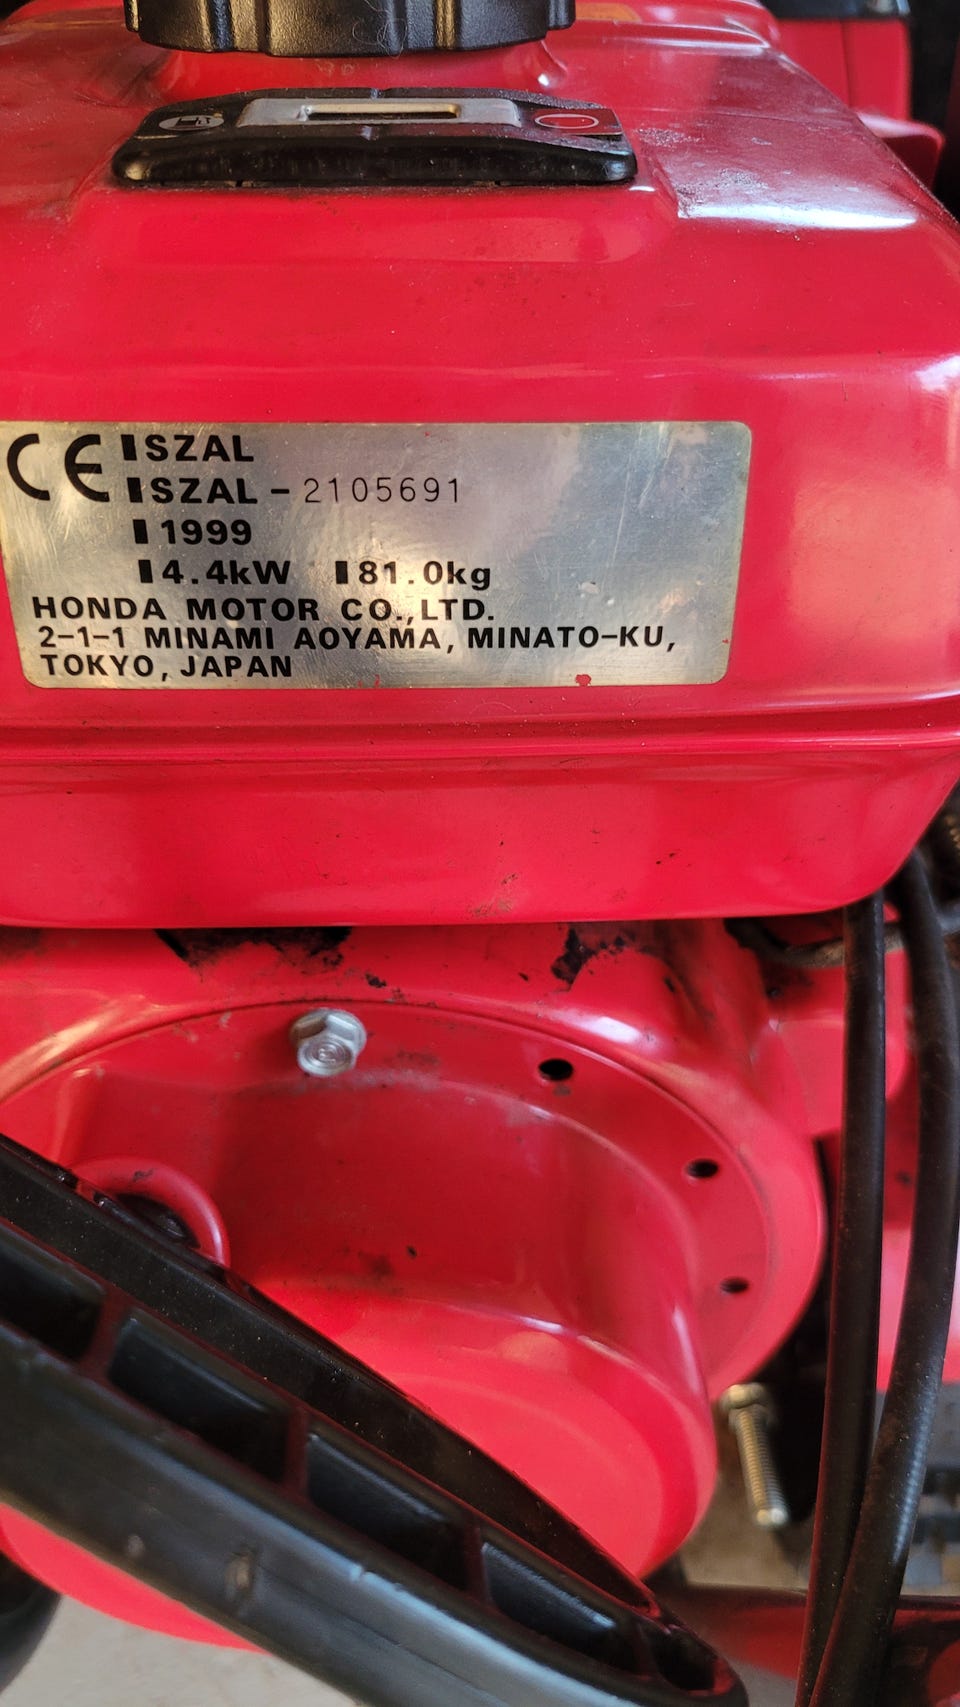 CE ▮SZAL
▮SZAL-2105691
▮1999
▮4.4kW ▮81.0kg
HONDA MOTOR CO.,LTD.
2-1-1 MINAMI AOYAMA, MINATO-KU,
TOKYO, JAPAN